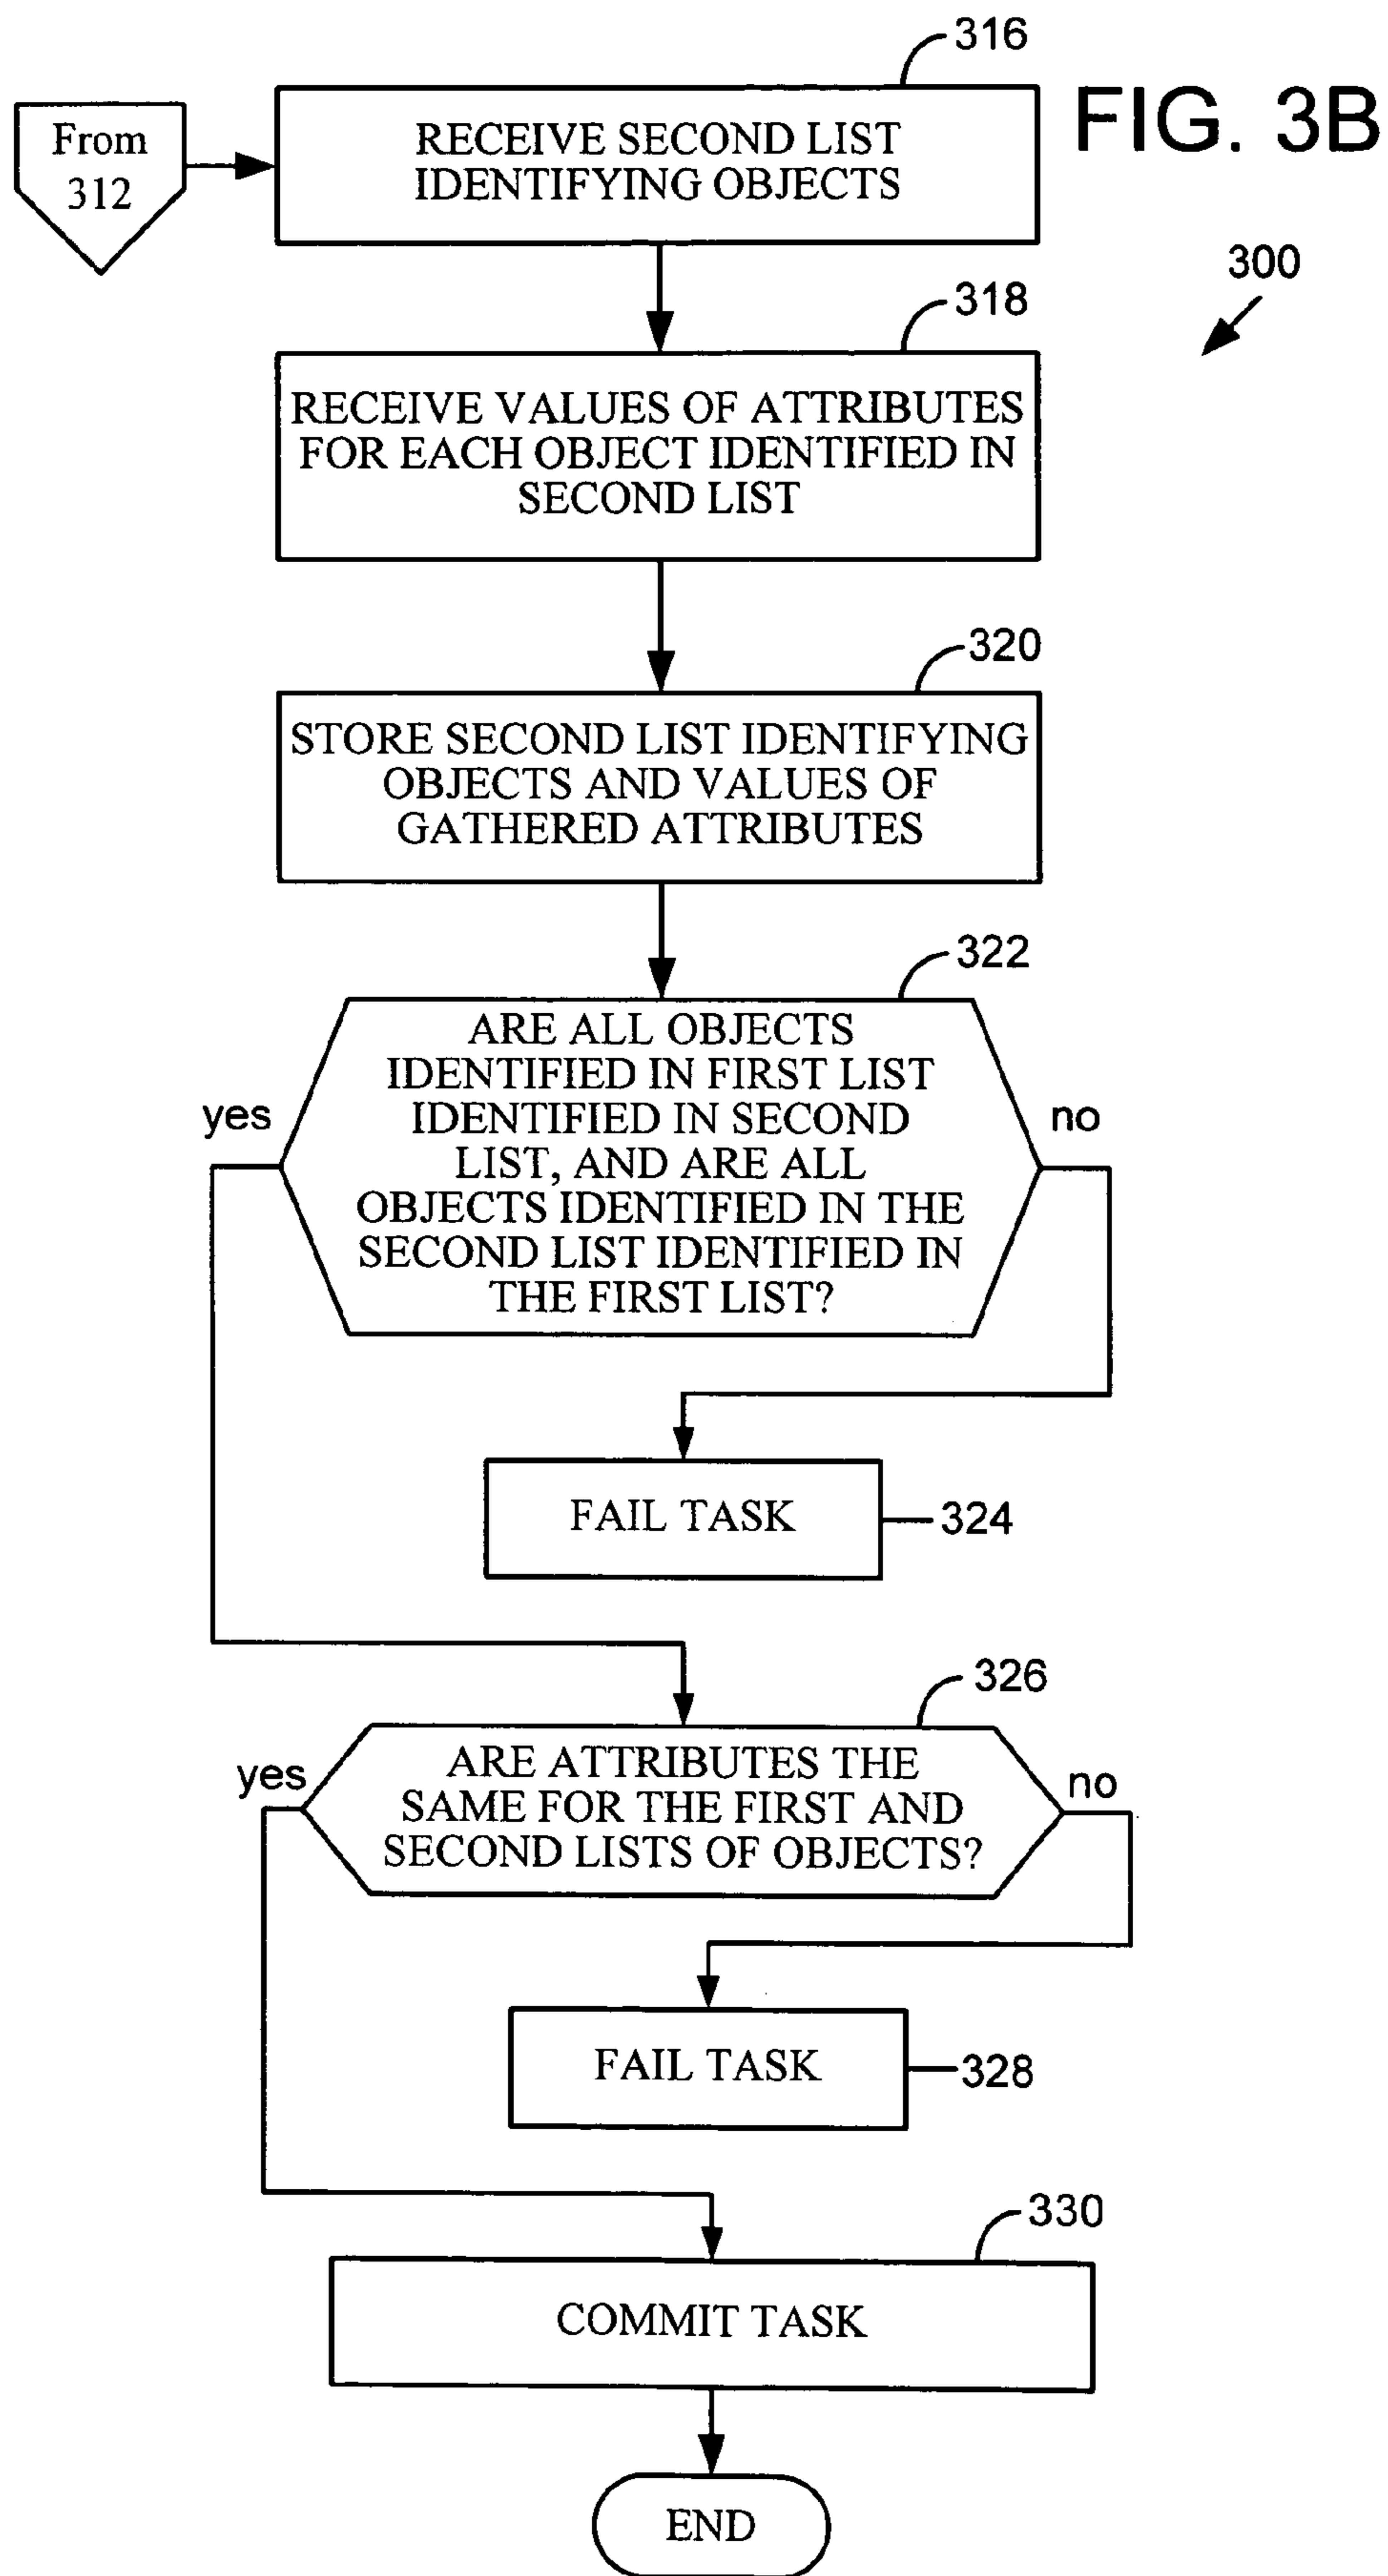 316
FIG. 3B
From
312
RECEIVE SECOND LIST
IDENTIFYING OBJECTS
300
318
RECEIVE VALUES OF ATTRIBUTES
FOR EACH OBJECT IDENTIFIED IN
SECOND LIST
320
STORE SECOND LIST IDENTIFYING
OBJECTS AND VALUES OF
GATHERED ATTRIBUTES
322
ARE ALL OBJECTS
IDENTIFIED IN FIRST LIST
IDENTIFIED IN SECOND
LIST, AND ARE ALL
OBJECTS IDENTIFIED IN THE
SECOND LIST IDENTIFIED IN
THE FIRST LIST?
yes
no
FAIL TASK
324
326
ARE ATTRIBUTES THE
SAME FOR THE FIRST AND
SECOND LISTS OF OBJECTS?
yes
no
FAIL TASK
328
330
COMMIT TASK
END